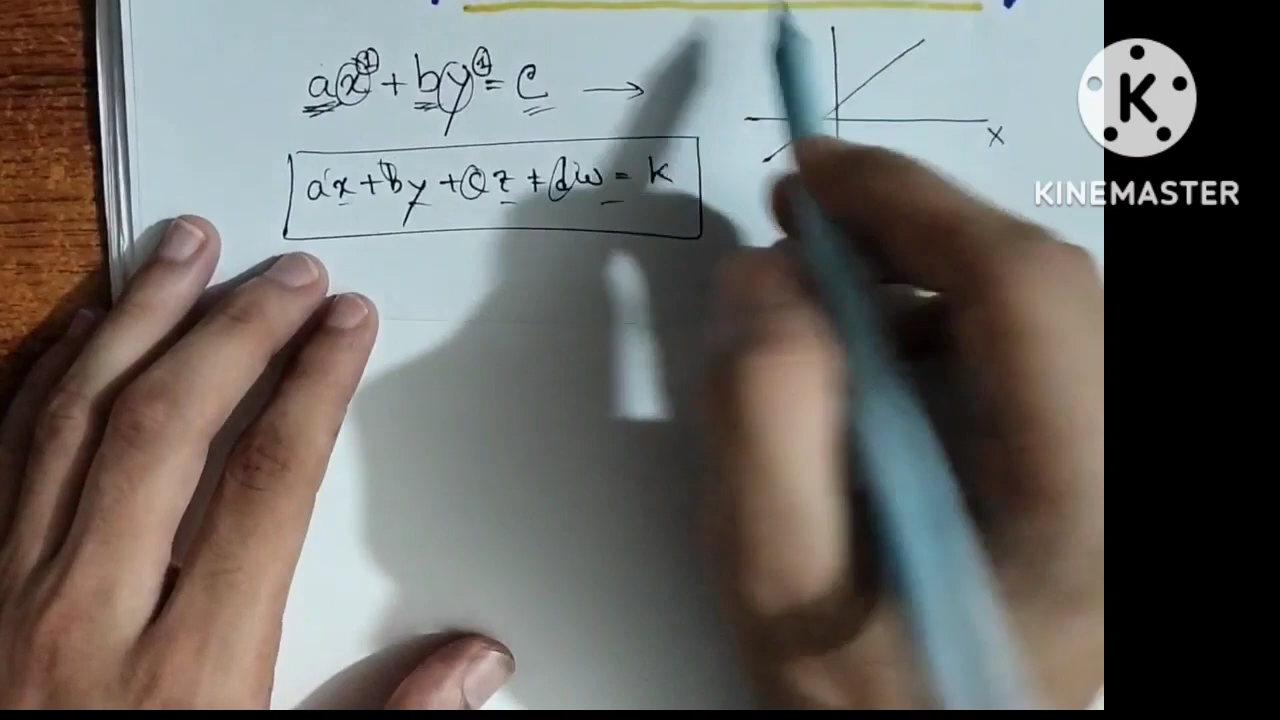 ax¹ + by¹ = c →
x
ax + by + cz + dw = k
K
KINEMASTER